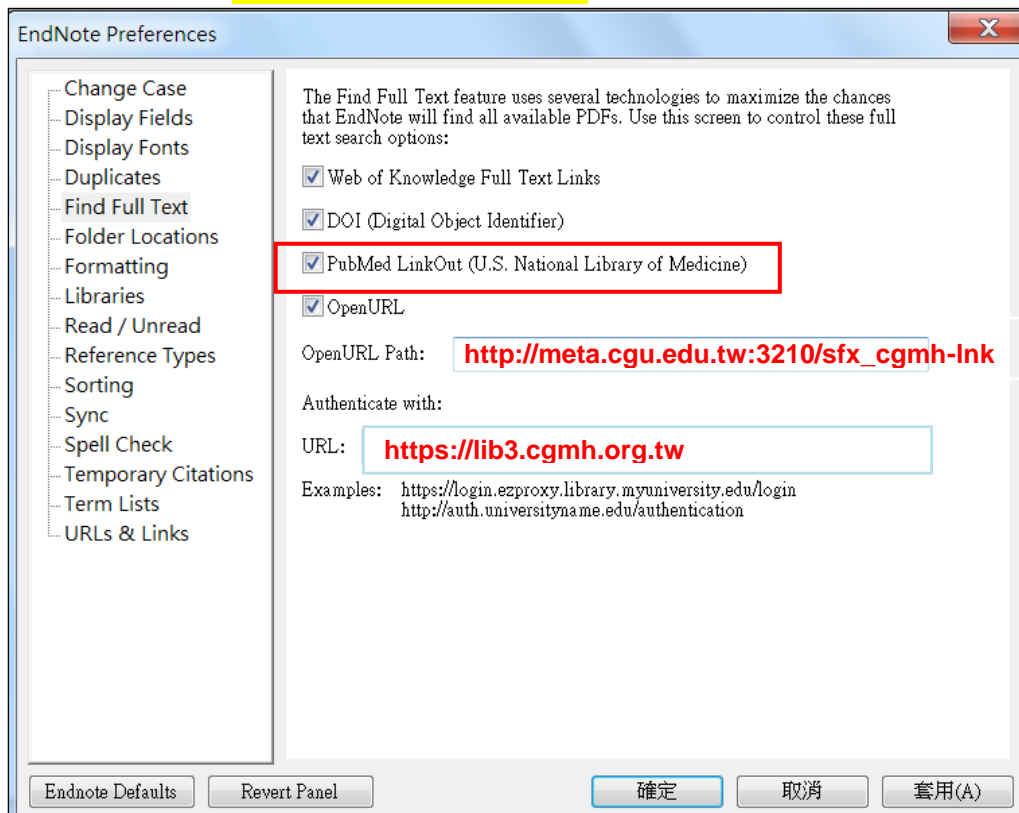 EndNote Preferences
X
Change Case
Display Fields
Display Fonts
Duplicates
Find Full Text
Folder Locations
Formatting
Libraries
Read / Unread
Reference Types
Sorting
Sync
Spell Check
Temporary Citations
Term Lists
URLs & Links
The Find Full Text feature uses several technologies to maximize the chances
that EndNote will find all available PDFs. Use this screen to control these full
text search options:
Web of Knowledge Full Text Links
DOI (Digital Object Identifier)
PubMed LinkOut (U.S. National Library of Medicine)
OpenURL
OpenURL Path: http://meta.cgu.edu.tw:3210/sfx_cgmh-lnk
Authenticate with:
URL: https://lib3.cgmh.org.tw
Examples: https://login.ezproxy.library.myuniversity.edu/login
http://auth.universityname.edu/authentication
Endnote Defaults Revert Panel 確定 取消 套用(A)